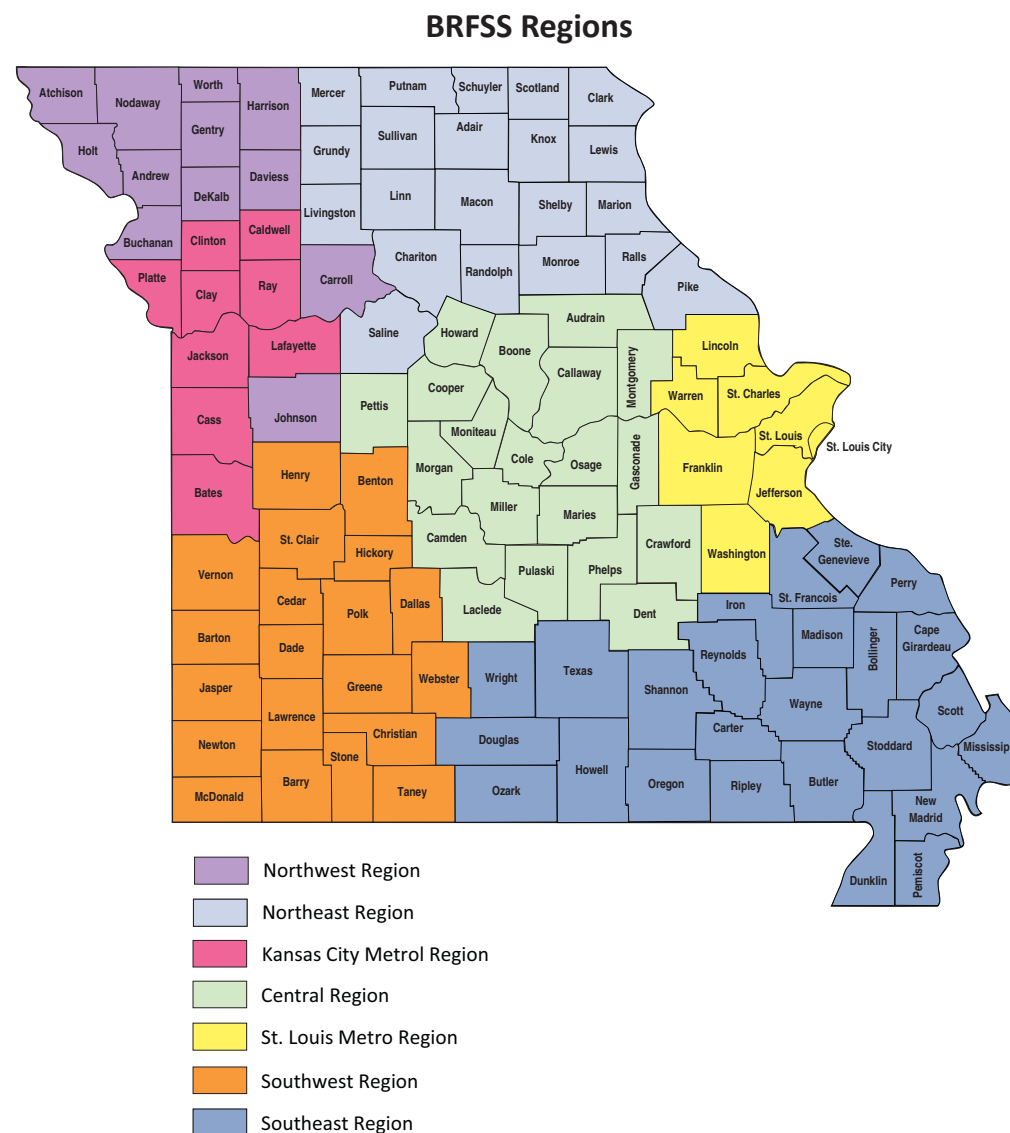 BRFSS Regions
Atchison
Nodaway
Worth
Harrison
Mercer
Putnam
Schuyler
Scotland
Clark
Holt
Gentry
Grundy
Sullivan
Adair
Knox
Lewis
Andrew
DeKalb
Daviess
Livingston
Linn
Macon
Shelby
Marion
Buchanan
Clinton
Caldwell
Chariton
Randolph
Monroe
Ralls
Platte
Clay
Ray
Carroll
Pike
Saline
Howard
Audrain
Boone
Lincoln
Jackson
Lafayette
Callaway
Montgomery
Cooper
Warren
St. Charles
Cass
Johnson
Pettis
Moniteau
St. Louis
St. Louis City
Morgan
Cole
Osage
Gasconade
Franklin
Henry
Benton
Jefferson
Bates
Miller
Maries
St. Clair
Hickory
Camden
Crawford
Washington
Ste.
Genevieve
Vernon
Pulaski
Phelps
Perry
Cedar
Polk
Dallas
Laclede
Dent
Iron
St. Francois
Barton
Dade
Madison
Bollinger
Cape
Girardeau
Jasper
Greene
Webster
Wright
Texas
Shannon
Reynolds
Wayne
Lawrence
Scott
Newton
Stone
Christian
Douglas
Carter
Stoddard
Mississip
McDonald
Barry
Taney
Ozark
Howell
Oregon
Ripley
Butler
New
Madrid
Dunklin
Pemiscot
Northwest Region
Northeast Region
Kansas City Metrol Region
Central Region
St. Louis Metro Region
Southwest Region
Southeast Region